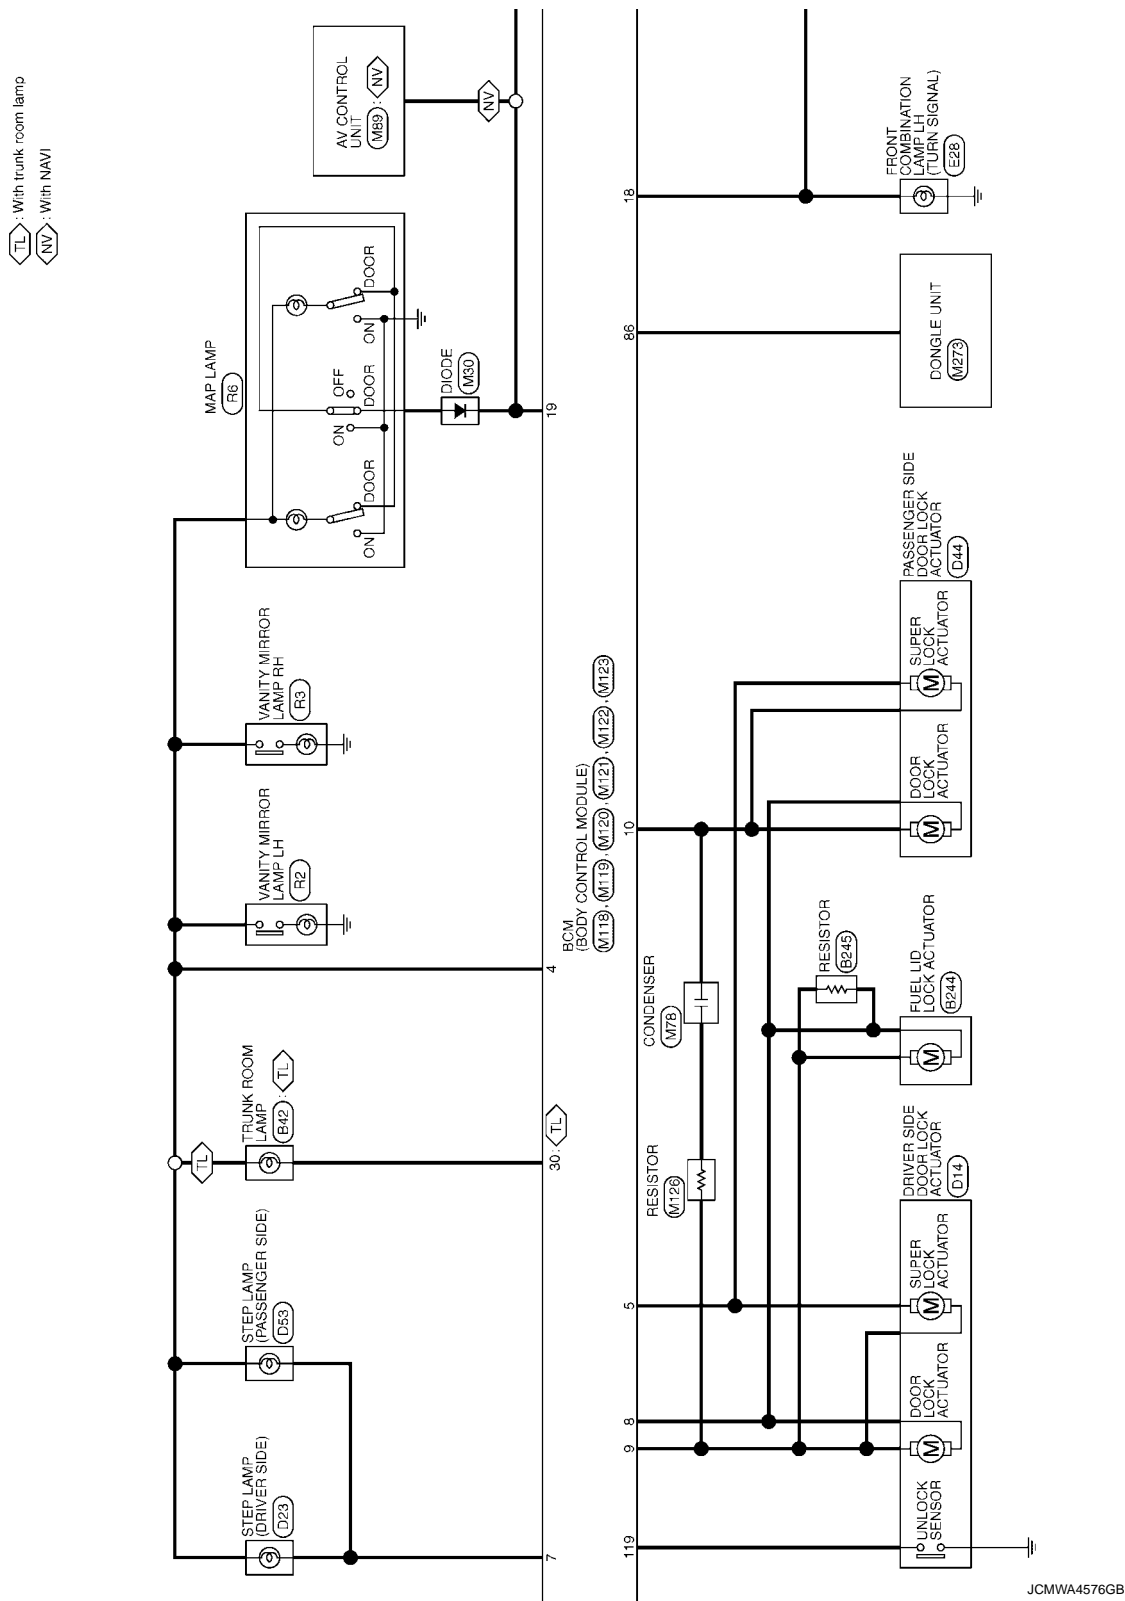 TL : With trunk room lamp
NV : With NAVI
STEP LAMP
(DRIVER SIDE)
D23
STEP LAMP
(PASSENGER SIDE)
D53
TL
TRUNK ROOM
LAMP
B42 : TL
VANITY MIRROR
LAMP LH
R2
VANITY MIRROR
LAMP RH
R3
MAP LAMP
R6
ON
DOOR
ON
OFF
DOOR
ON
DOOR
DIODE
M30
AV CONTROL
UNIT
M89 : NV
NV
7
30 : TL
4
19
BCM
(BODY CONTROL MODULE)
M118 , M119 , M120 , M121 , M122 , M123
119
9
8
5
10
86
18
RESISTOR
M126
CONDENSER
M78
UNLOCK
SENSOR
DOOR
LOCK
ACTUATOR
SUPER
LOCK
ACTUATOR
DRIVER SIDE
DOOR LOCK
ACTUATOR
D14
M
M
RESISTOR
B245
FUEL LID
LOCK ACTUATOR
B244
M
DOOR
LOCK
ACTUATOR
SUPER
LOCK
ACTUATOR
PASSENGER SIDE
DOOR LOCK
ACTUATOR
D44
M
M
DONGLE UNIT
M273
FRONT
COMBINATION
LAMP LH
(TURN SIGNAL)
E28
JCMWA4576GB